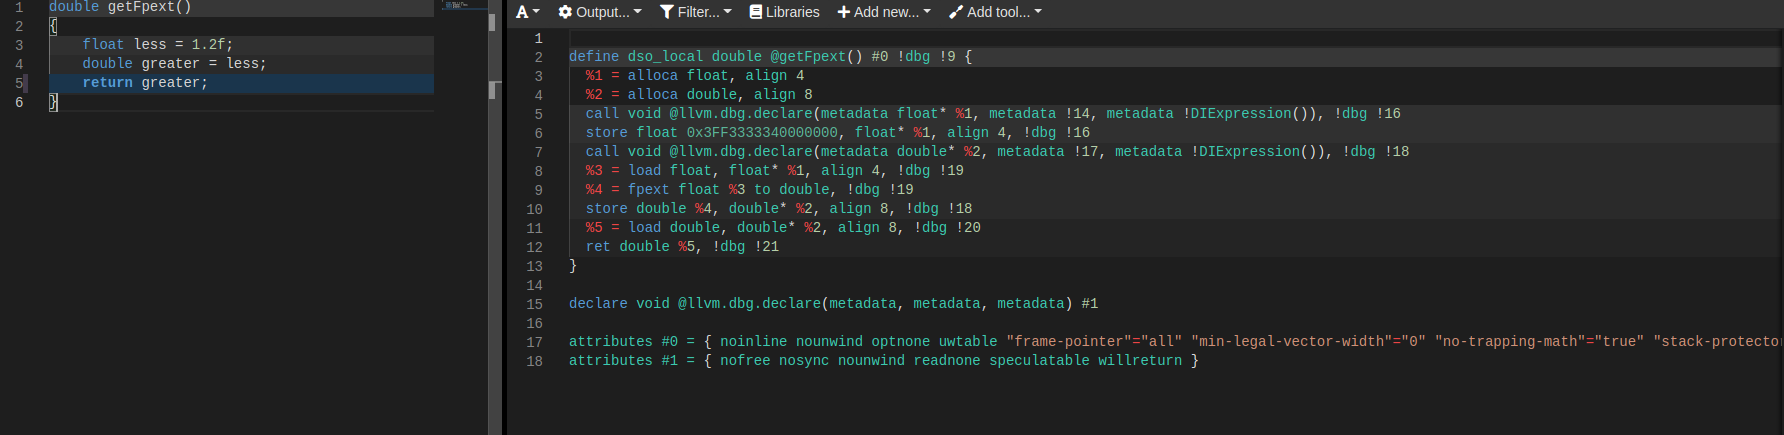 1 double getFpext()
2 {
3     float less = 1.2f;
4     double greater = less;
5     return greater;
6 }
A Output... Filter... Libraries Add new... Add tool...
1
2 define dso_local double @getFpext() #0 !dbg !9 {
3   %1 = alloca float, align 4
4   %2 = alloca double, align 8
5   call void @llvm.dbg.declare(metadata float* %1, metadata !14, metadata !DIExpression()), !dbg !16
6   store float 0x3FF3333340000000, float* %1, align 4, !dbg !16
7   call void @llvm.dbg.declare(metadata double* %2, metadata !17, metadata !DIExpression()), !dbg !18
8   %3 = load float, float* %1, align 4, !dbg !19
9   %4 = fpext float %3 to double, !dbg !19
10   store double %4, double* %2, align 8, !dbg !18
11   %5 = load double, double* %2, align 8, !dbg !20
12   ret double %5, !dbg !21
13 }
14
15 declare void @llvm.dbg.declare(metadata, metadata, metadata) #1
16
17 attributes #0 = { noinline nounwind optnone uwtable "frame-pointer"="all" "min-legal-vector-width"="0" "no-trapping-math"="true" "stack-protector
18 attributes #1 = { nofree nosync nounwind readnone speculatable willreturn }